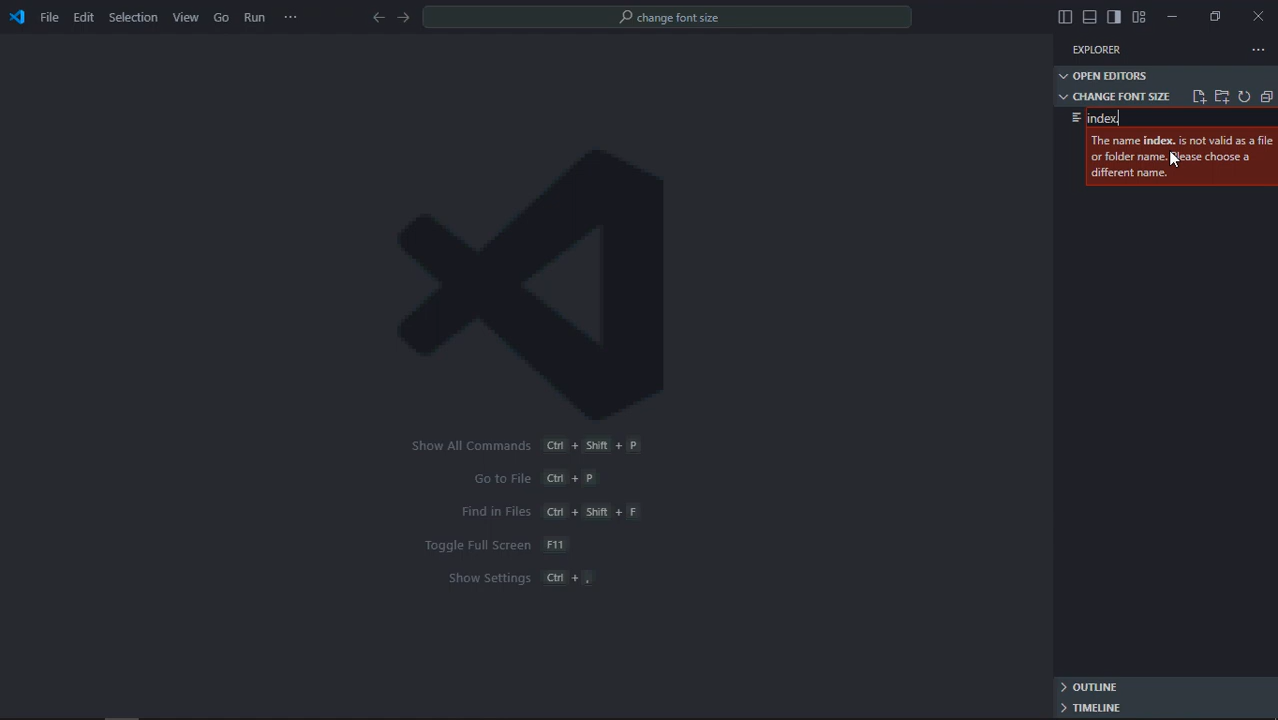 File Edit Selection View Go Run ···
change font size
EXPLORER
OPEN EDITORS
CHANGE FONT SIZE
index.
The name index. is not valid as a file
or folder name. Please choose a
different name.
Show All Commands Ctrl + Shift + P
Go to File Ctrl + P
Find in Files Ctrl + Shift + F
Toggle Full Screen F11
Show Settings Ctrl + ,
OUTLINE
TIMELINE